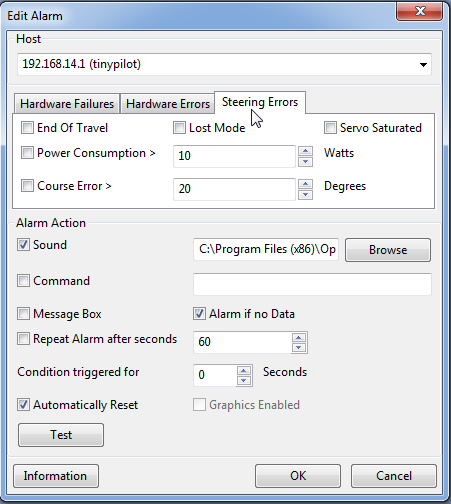 Edit Alarm
Host
192.168.14.1 (tinypilot)
Hardware Failures Hardware Errors Steering Errors
End Of Travel Lost Mode Servo Saturated
Power Consumption > 10 Watts
Course Error > 20 Degrees
Alarm Action
Sound C:\Program Files (x86)\Op Browse
Command
Message Box Alarm if no Data
Repeat Alarm after seconds 60
Condition triggered for 0 Seconds
Automatically Reset Graphics Enabled
Test
Information OK Cancel